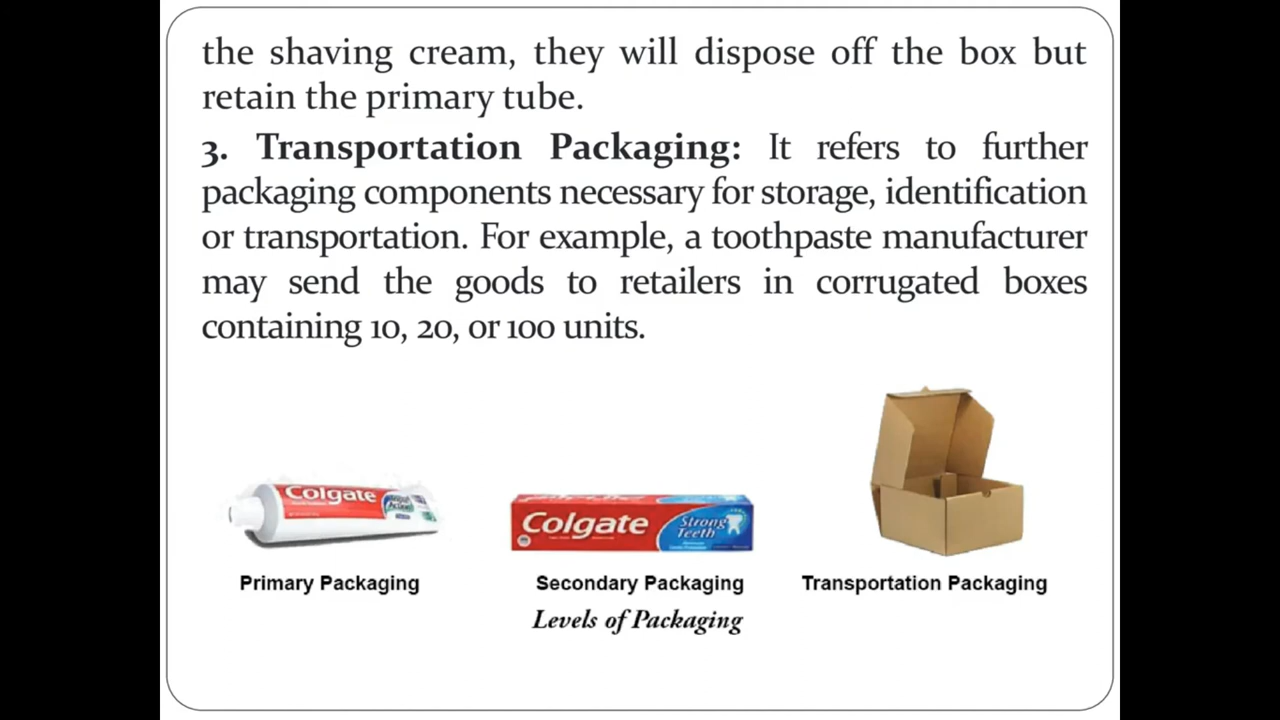 the shaving cream, they will dispose off the box but
retain the primary tube.
3. Transportation Packaging: It refers to further
packaging components necessary for storage, identification
or transportation. For example, a toothpaste manufacturer
may send the goods to retailers in corrugated boxes
containing 10, 20, or 100 units.
Colgate
Colgate
Strong
Teeth
Primary Packaging
Secondary Packaging
Transportation Packaging
Levels of Packaging